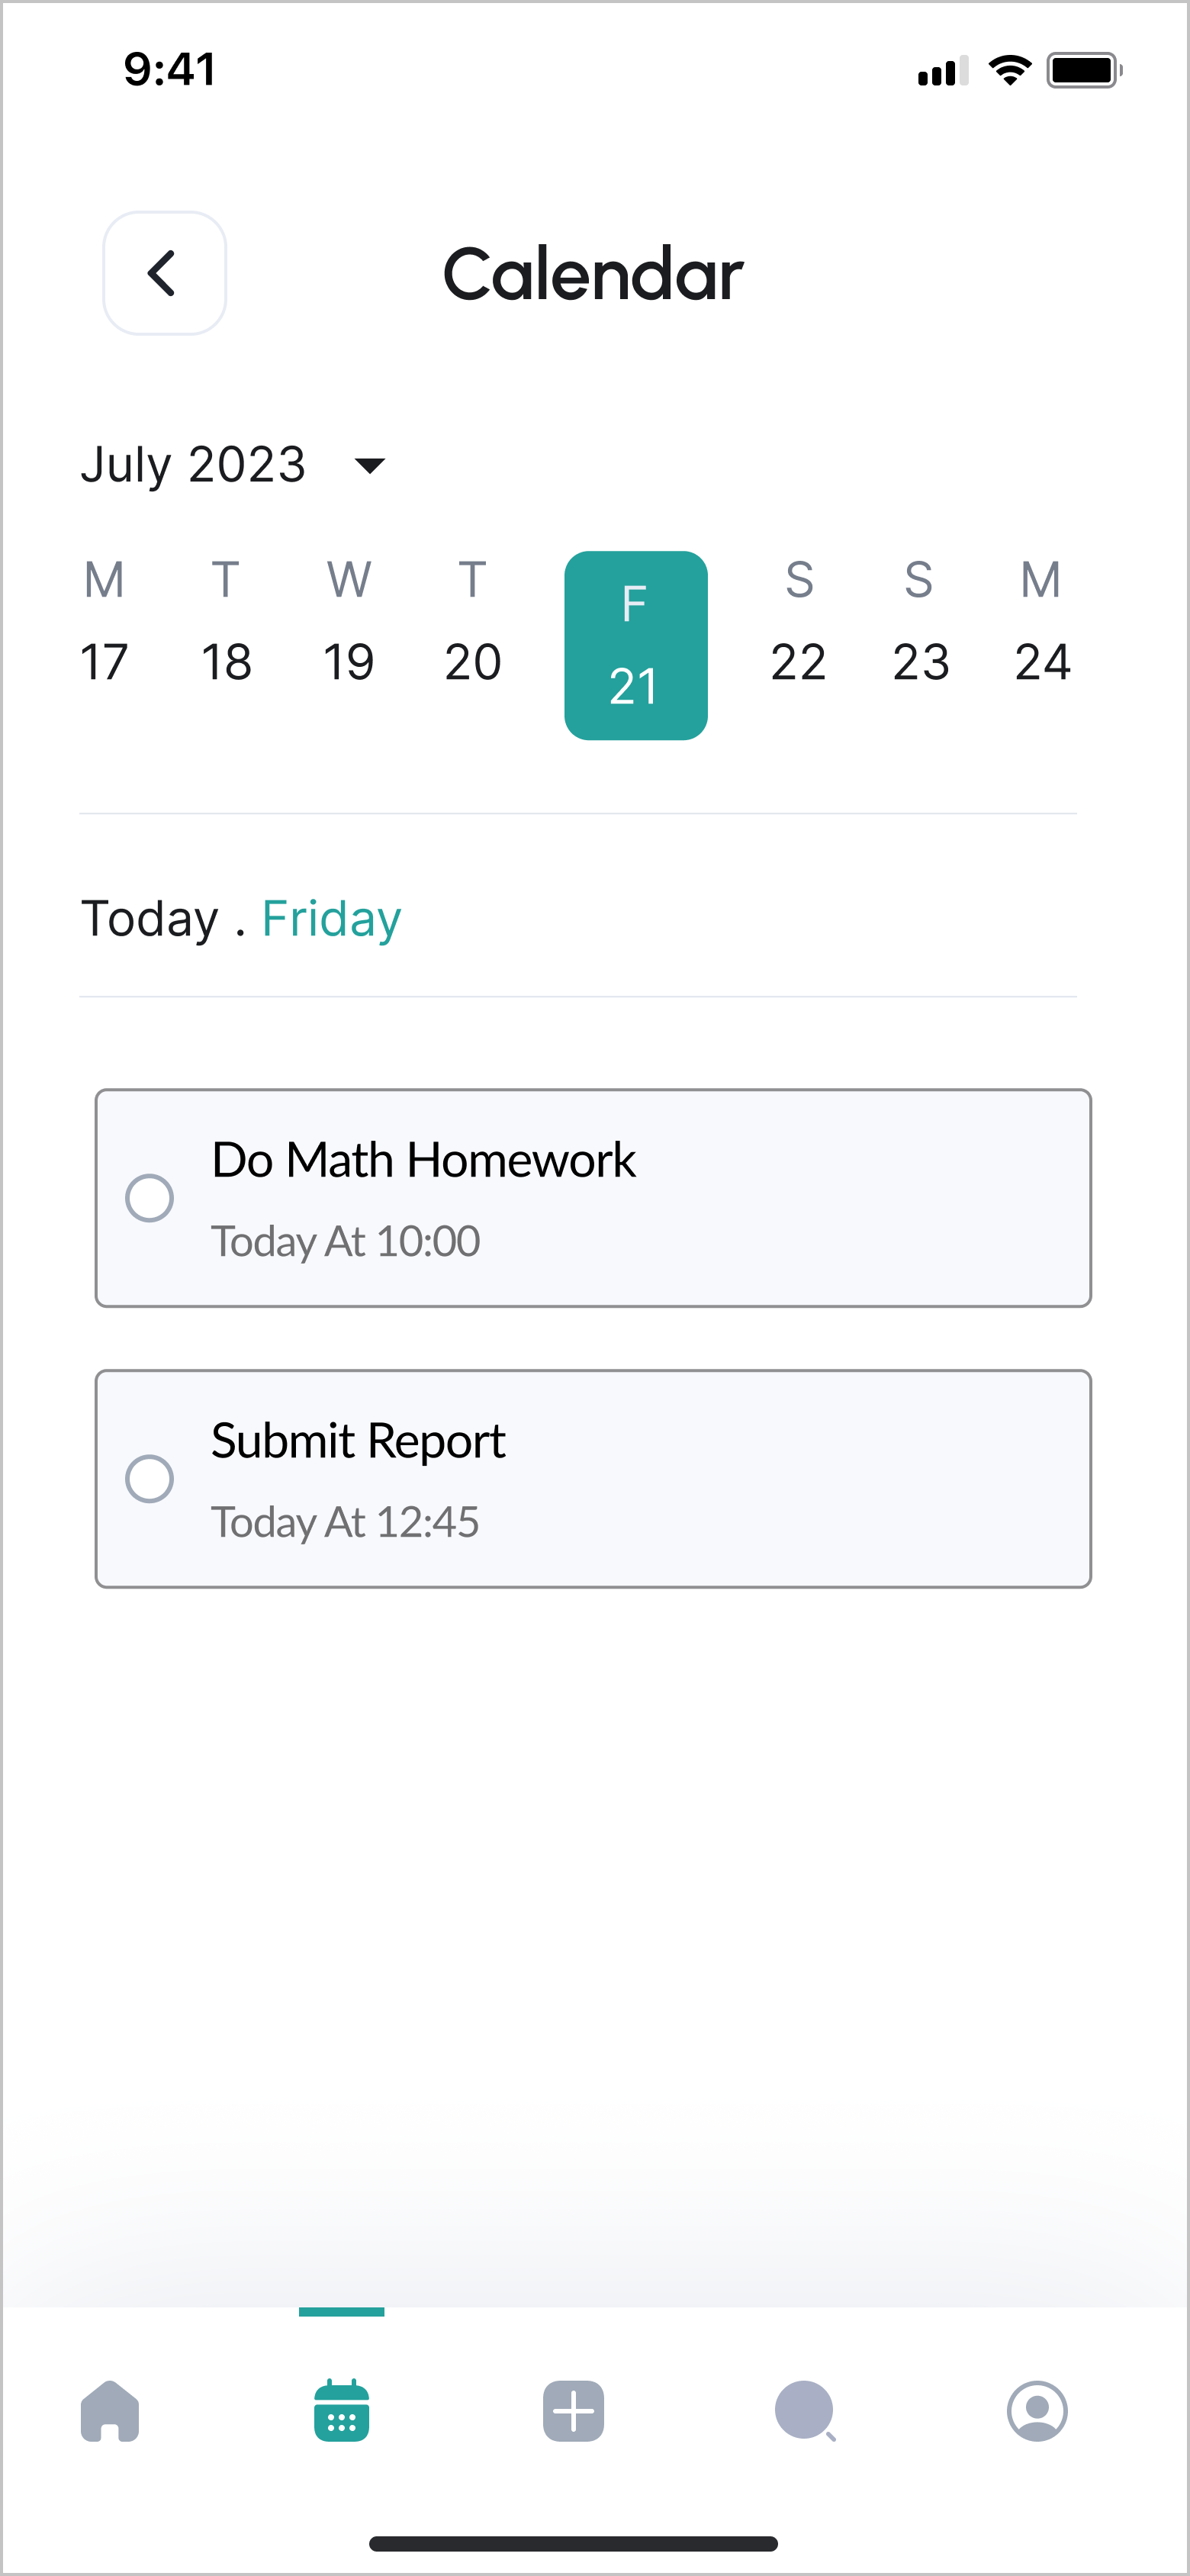 9:41
Calendar
July 2023
M T W T F S S M
17 18 19 20 21 22 23 24
Today . Friday
Do Math Homework
Today At 10:00
Submit Report
Today At 12:45